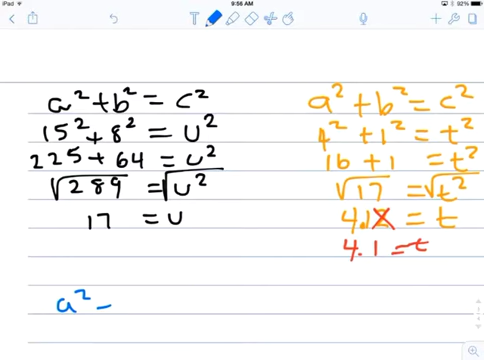 iPad
9:56 AM
92%
a² + b² = c²
15² + 8² = u²
225 + 64 = u²
√289 = √u²
17 = u
a² + b² = c²
4² + 1² = t²
16 + 1 = t²
√17 = √t²
4.12 = t
4.1 = t
a² –